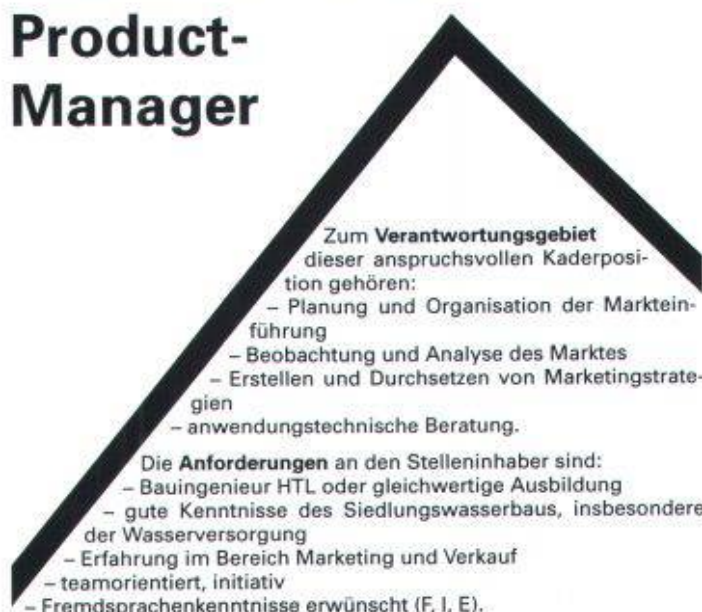 Product-
Manager
Zum Verantwortungsgebiet
dieser anspruchsvollen Kaderposi-
tion gehören:
– Planung und Organisation der Marktein-
führung
– Beobachtung und Analyse des Marktes
– Erstellen und Durchsetzen von Marketingstrate-
gien
– anwendungstechnische Beratung.
Die Anforderungen an den Stelleninhaber sind:
– Bauingenieur HTL oder gleichwertige Ausbildung
– gute Kenntnisse des Siedlungswasserbaus, insbesondere
der Wasserversorgung
– Erfahrung im Bereich Marketing und Verkauf
– teamorientiert, initiativ
– Fremdsprachenkenntnisse erwünscht (F, I, E).